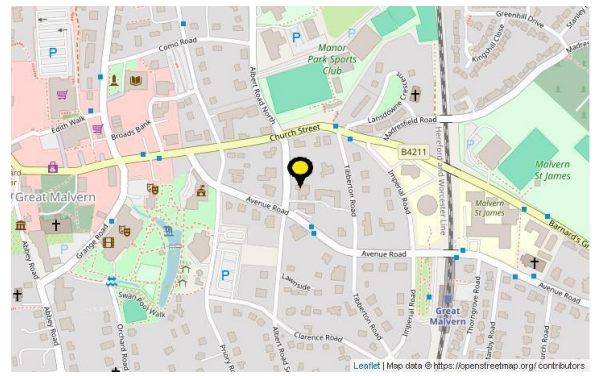 Greenhill Drive
Kingshill Close
Como Road
P
Manor
Park Sports
Club
Albert Road North
P
Lansdowne Crescent
Madresfield Road
Edith Walk
Broads Bank
Church Street
B4211
Hereford and Worcester Line
Malvern
St James
Great Malvern
Tibberton Road
Imperial Road
Malvern
St James
Avenue Road
Barnard's Gr
Abbey Road
Grange Road
Avenue Road
P
Lawnside
Swan Pool Walk
Tibberton Road
Imperial Road
Great
Malvern
Thorngrove Road
Avenue Road
Abbey Road
Orchard Road
Priory Ro
Albert Road So
Clarence Road
hurch Road
Leaflet | Map data © https://openstreetmap.org/ contributors